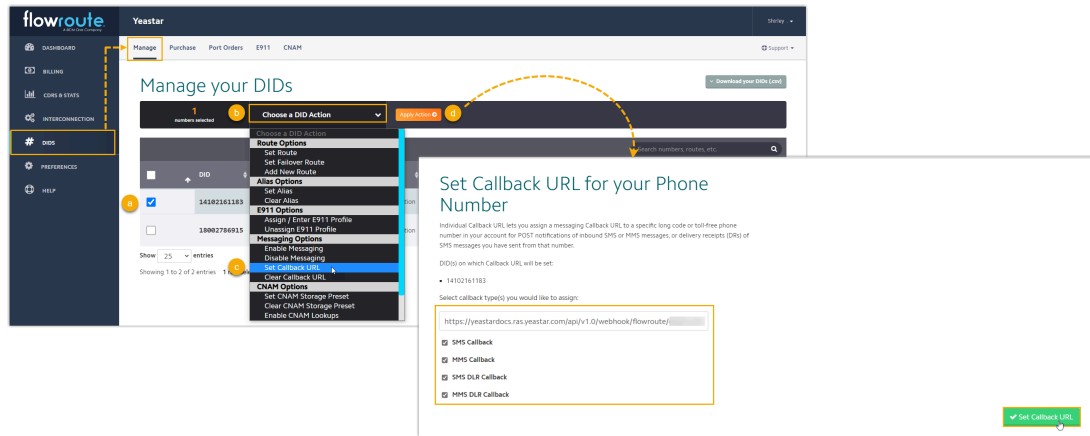 flowroute
A BCM One Company
Yeastar
Shirley
DASHBOARD
BILLING
CDRS & STATS
INTERCONNECTION
DIDS
PREFERENCES
HELP
Manage Purchase Port Orders E911 CNAM
Support
Manage your DIDs
Download your DIDs (.csv)
1
numbers selected
b
Choose a DID Action
Apply Action
d
Search numbers, routes, etc.
DID
a
14102161183
18002786915
Show 25 entries
Showing 1 to 2 of 2 entries
c
Choose a DID Action
Route Options
Set Route
Set Failover Route
Add New Route
Alias Options
Set Alias
Clear Alias
E911 Options
Assign / Enter E911 Profile
Unassign E911 Profile
Messaging Options
Enable Messaging
Disable Messaging
Set Callback URL
Clear Callback URL
CNAM Options
Set CNAM Storage Preset
Clear CNAM Storage Preset
Enable CNAM Lookups
Set Callback URL for your Phone
Number
Individual Callback URL lets you assign a messaging Callback URL to a specific long code or toll-free phone
number in your account for POST notifications of inbound SMS or MMS messages, or delivery receipts (DRs) of
SMS messages you have sent from that number.
DID(s) on which Callback URL will be set:
• 14102161183
Select callback type(s) you would like to assign:
https://yeastardocs.ras.yeastar.com/api/v1.0/webhook/flowroute/
SMS Callback
MMS Callback
SMS DLR Callback
MMS DLR Callback
Set Callback URL